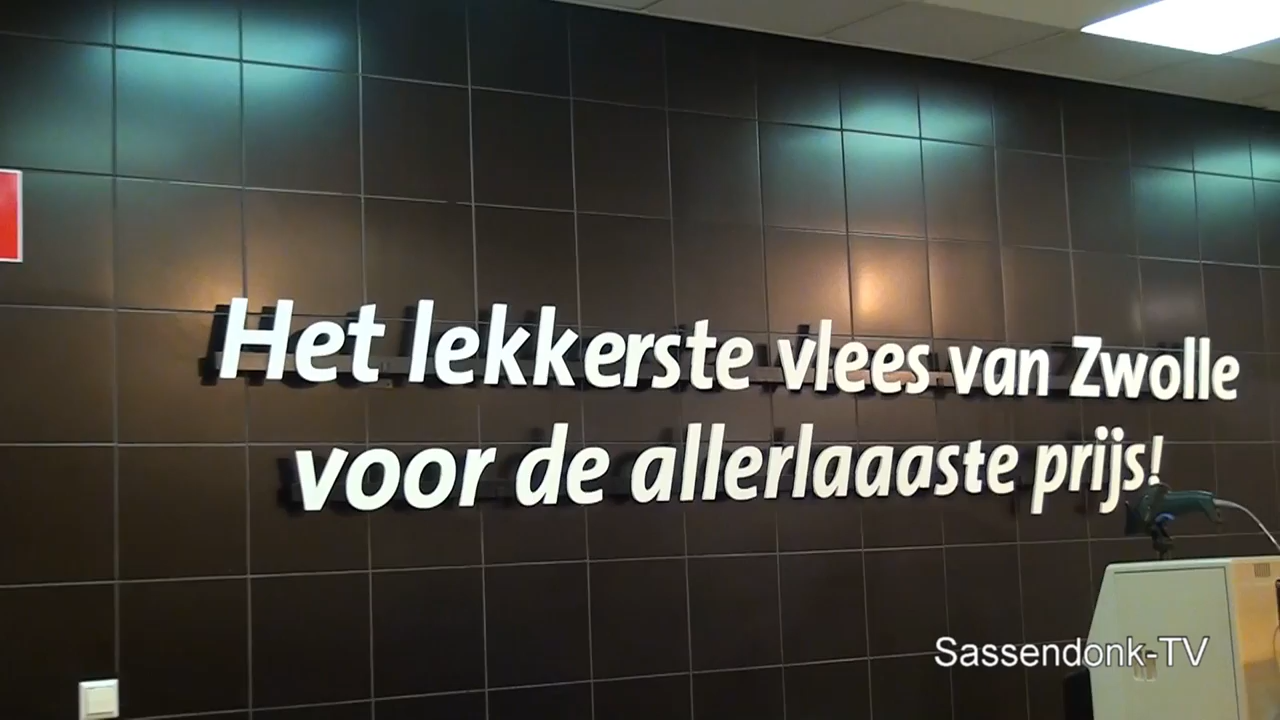 Het lekkerste vlees van Zwolle
voor de allerlaaaste prijs!
Sassendonk-TV